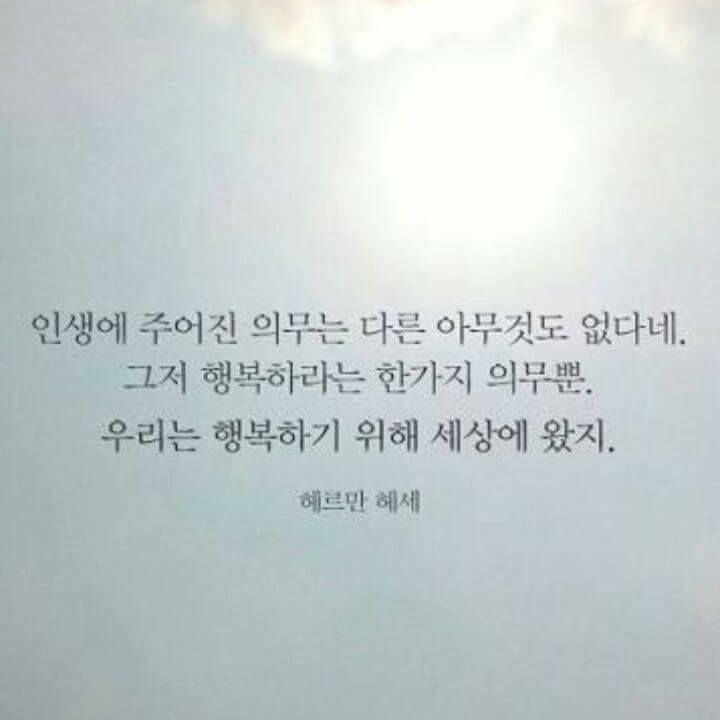 인생에 주어진 의무는 다른 아무것도 없다네.
그저 행복하라는 한가지 의무뿐.
우리는 행복하기 위해 세상에 왔지.
헤르만 헤세